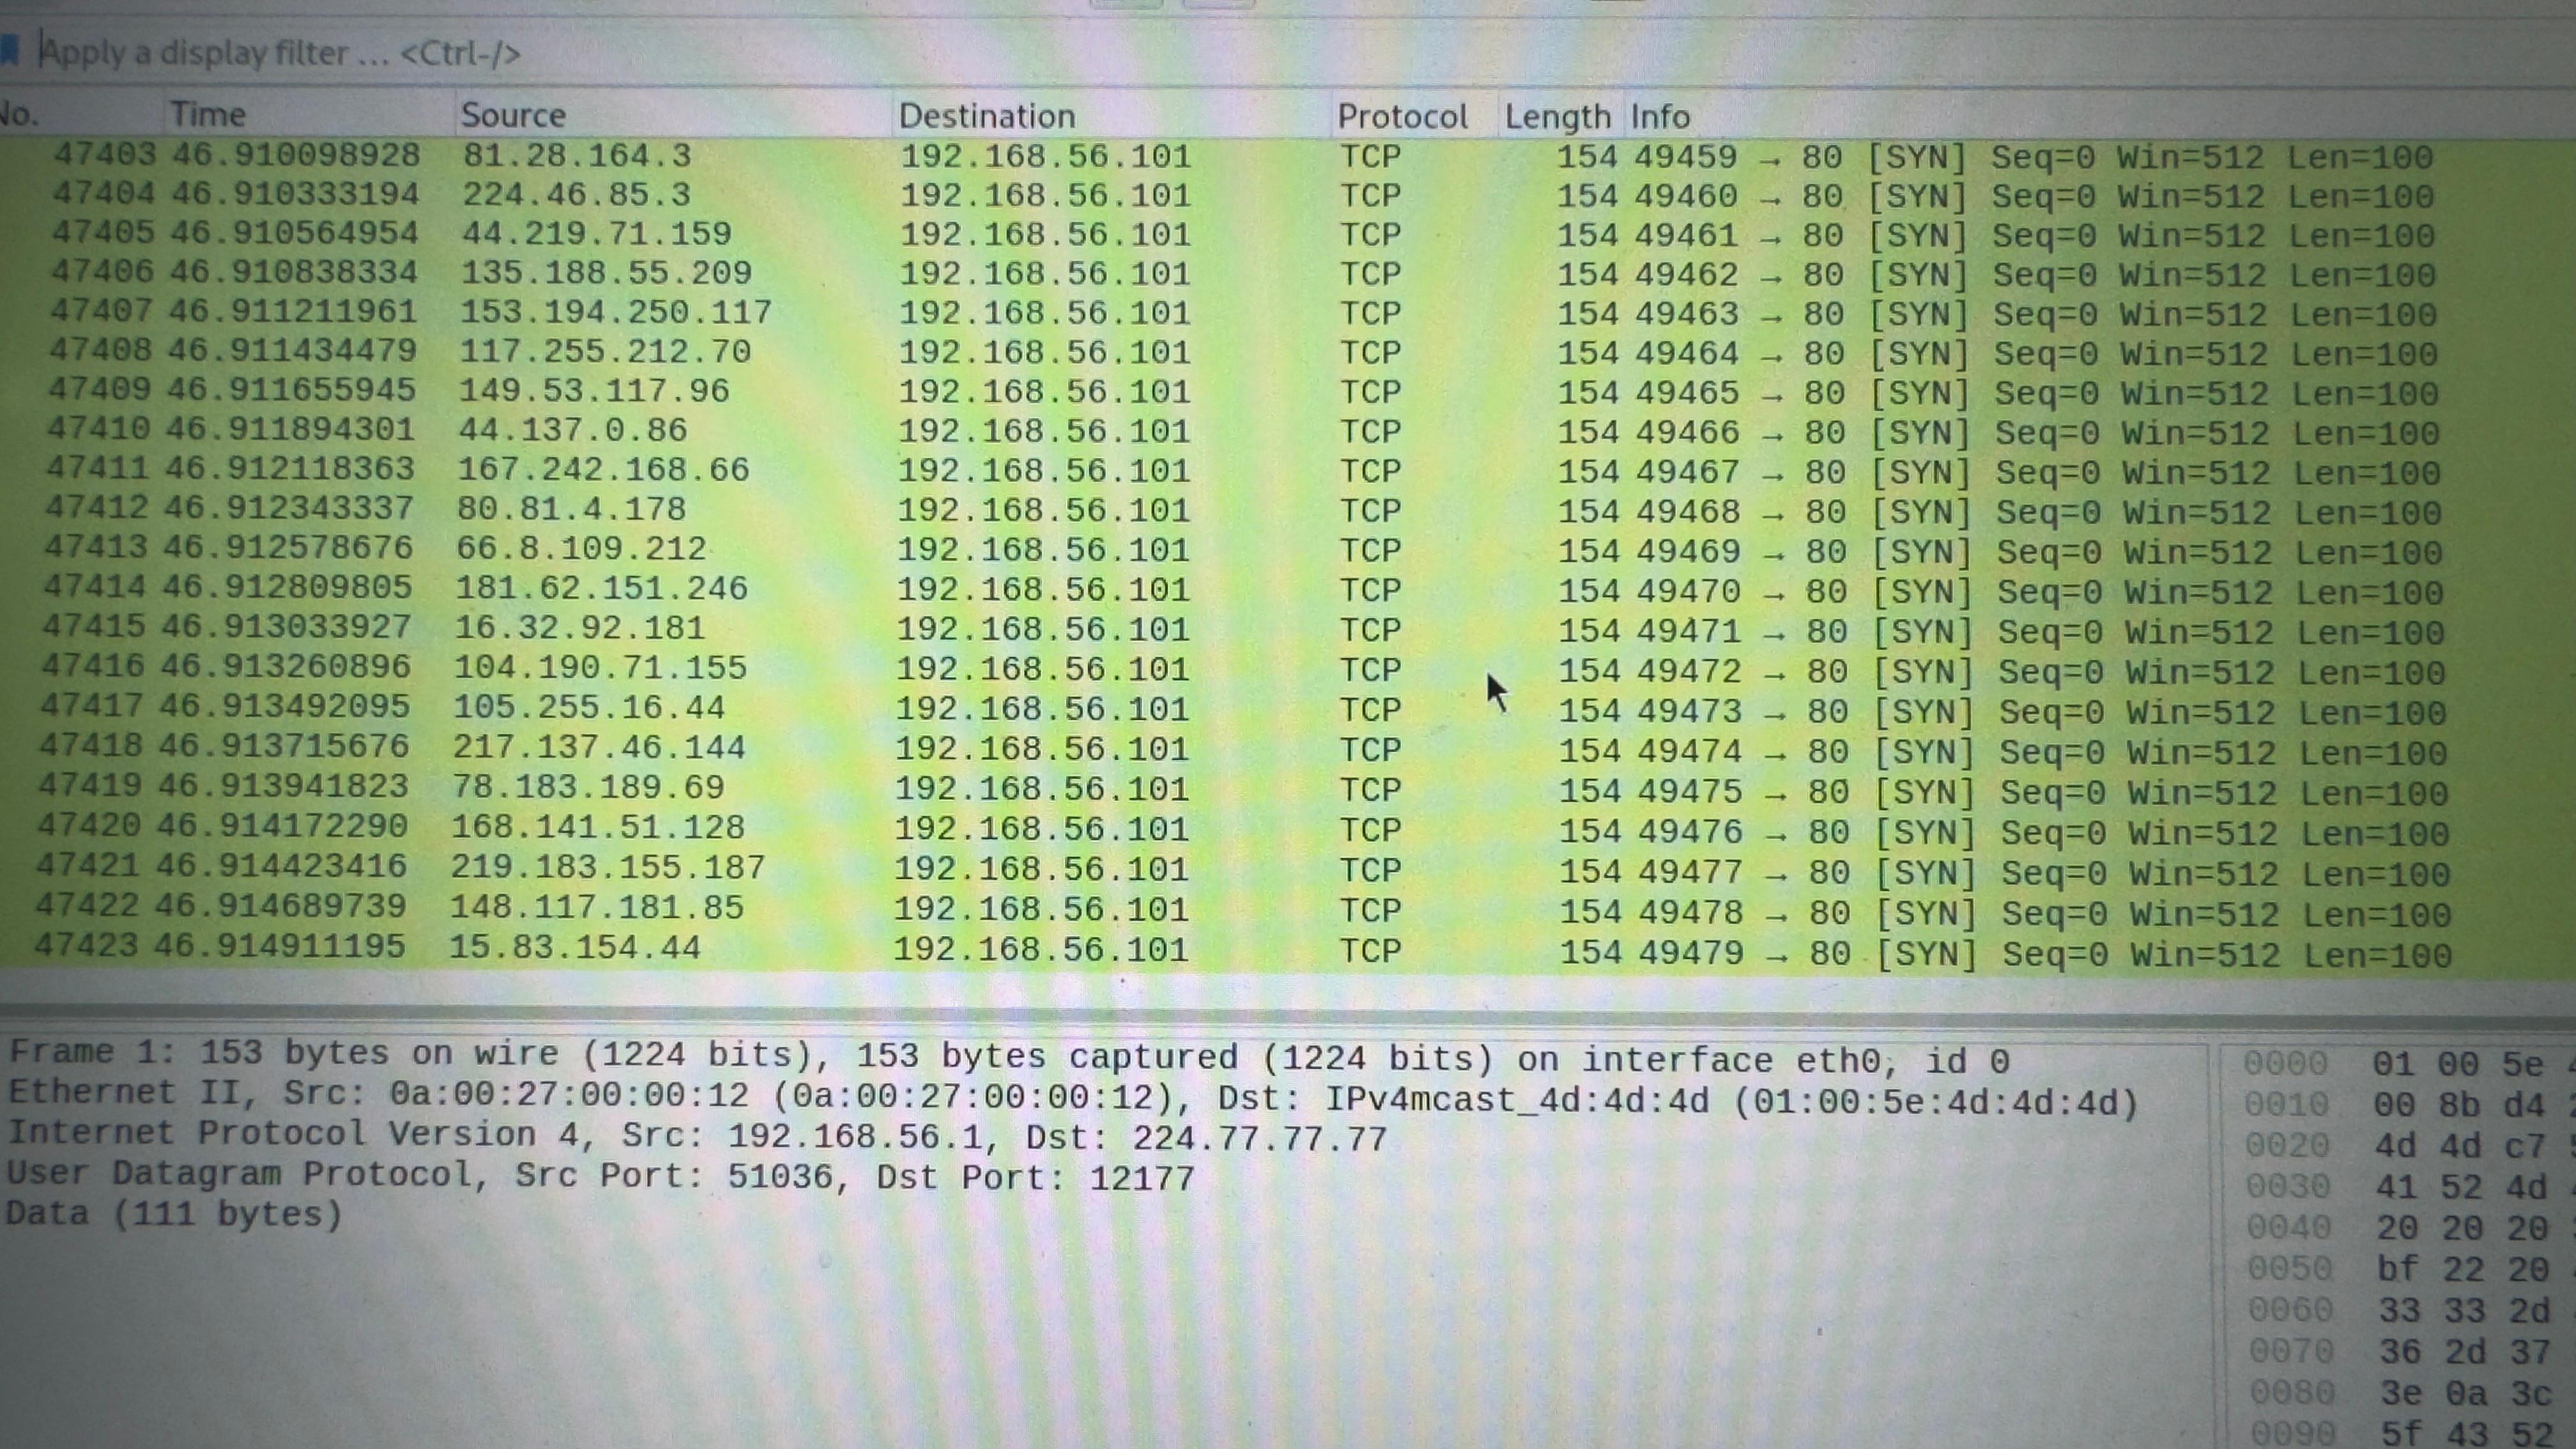 Apply a display filter ... <Ctrl-/>
No. Time Source Destination Protocol Length Info
47403 46.910098928 81.28.164.3 192.168.56.101 TCP 154 49459 → 80 [SYN] Seq=0 Win=512 Len=100
47404 46.910333194 224.46.85.3 192.168.56.101 TCP 154 49460 → 80 [SYN] Seq=0 Win=512 Len=100
47405 46.910564954 44.219.71.159 192.168.56.101 TCP 154 49461 → 80 [SYN] Seq=0 Win=512 Len=100
47406 46.910838334 135.188.55.209 192.168.56.101 TCP 154 49462 → 80 [SYN] Seq=0 Win=512 Len=100
47407 46.911211961 153.194.250.117 192.168.56.101 TCP 154 49463 → 80 [SYN] Seq=0 Win=512 Len=100
47408 46.911434479 117.255.212.70 192.168.56.101 TCP 154 49464 → 80 [SYN] Seq=0 Win=512 Len=100
47409 46.911655945 149.53.117.96 192.168.56.101 TCP 154 49465 → 80 [SYN] Seq=0 Win=512 Len=100
47410 46.911894301 44.137.0.86 192.168.56.101 TCP 154 49466 → 80 [SYN] Seq=0 Win=512 Len=100
47411 46.912118363 167.242.168.66 192.168.56.101 TCP 154 49467 → 80 [SYN] Seq=0 Win=512 Len=100
47412 46.912343337 80.81.4.178 192.168.56.101 TCP 154 49468 → 80 [SYN] Seq=0 Win=512 Len=100
47413 46.912578676 66.8.109.212 192.168.56.101 TCP 154 49469 → 80 [SYN] Seq=0 Win=512 Len=100
47414 46.912809805 181.62.151.246 192.168.56.101 TCP 154 49470 → 80 [SYN] Seq=0 Win=512 Len=100
47415 46.913033927 16.32.92.181 192.168.56.101 TCP 154 49471 → 80 [SYN] Seq=0 Win=512 Len=100
47416 46.913260896 104.190.71.155 192.168.56.101 TCP 154 49472 → 80 [SYN] Seq=0 Win=512 Len=100
47417 46.913492095 105.255.16.44 192.168.56.101 TCP 154 49473 → 80 [SYN] Seq=0 Win=512 Len=100
47418 46.913715676 217.137.46.144 192.168.56.101 TCP 154 49474 → 80 [SYN] Seq=0 Win=512 Len=100
47419 46.913941823 78.183.189.69 192.168.56.101 TCP 154 49475 → 80 [SYN] Seq=0 Win=512 Len=100
47420 46.914172290 168.141.51.128 192.168.56.101 TCP 154 49476 → 80 [SYN] Seq=0 Win=512 Len=100
47421 46.914423416 219.183.155.187 192.168.56.101 TCP 154 49477 → 80 [SYN] Seq=0 Win=512 Len=100
47422 46.914689739 148.117.181.85 192.168.56.101 TCP 154 49478 → 80 [SYN] Seq=0 Win=512 Len=100
47423 46.914911195 15.83.154.44 192.168.56.101 TCP 154 49479 → 80 [SYN] Seq=0 Win=512 Len=100
Frame 1: 153 bytes on wire (1224 bits), 153 bytes captured (1224 bits) on interface eth0, id 0
Ethernet II, Src: 0a:00:27:00:00:12 (0a:00:27:00:00:12), Dst: IPv4mcast_4d:4d:4d (01:00:5e:4d:4d:4d)
Internet Protocol Version 4, Src: 192.168.56.1, Dst: 224.77.77.77
User Datagram Protocol, Src Port: 51036, Dst Port: 12177
Data (111 bytes)
0000 01 00 5e
0010 00 8b d4
0020 4d 4d c7
0030 41 52 4d
0040 20 20 20
0050 bf 22 20
0060 33 33 2d
0070 36 2d 37
0080 3e 0a 3c
0090 5f 43 52